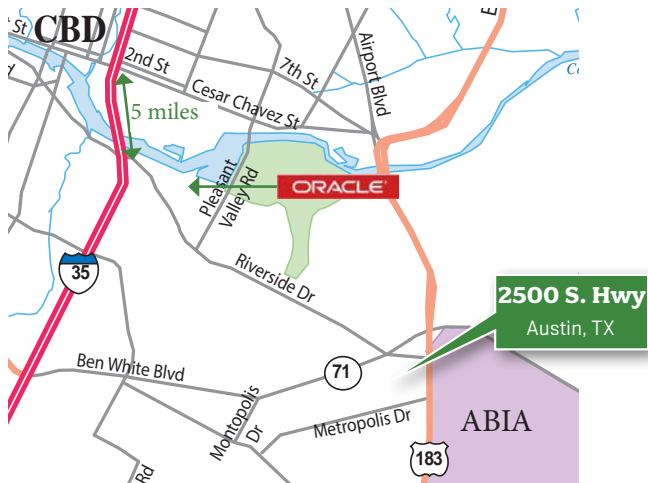 St
CBD
2nd St
7th St
Airport Blvd
E
Cesar Chavez St
5 miles
Pleasant
Valley Rd
ORACLE
35
Riverside Dr
2500 S. Hwy
Austin, TX
Ben White Blvd
71
Montopolis
Dr
Metropolis Dr
ABIA
183
Rd